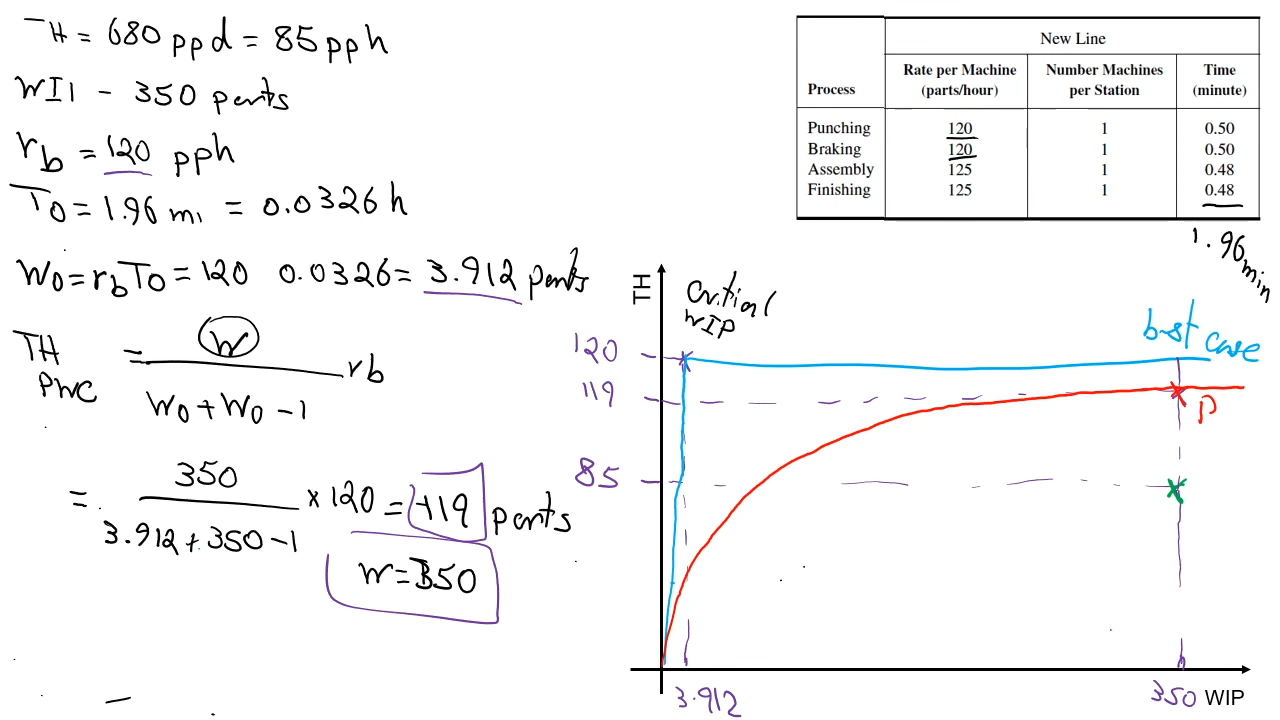 TH = 680 ppd = 85 pph
WIP - 350 parts
rb = 120 pph
T0 = 1.96 m, = 0.0326 h
W0 = rb T0 = 120 0.0326 = 3.912 parts
TH PWC = W / W0 + W0 - 1 rb
= 350 / 3.912 + 350 - 1 × 120 = 119 parts
W = 350
New Line
Process Rate per Machine (parts/hour) Number Machines per Station Time (minute)
Punching 120 1 0.50
Braking 120 1 0.50
Assembly 125 1 0.48
Finishing 125 1 0.48
1.96 min
TH
Critical
WIP
best case
120
119
P
85
3.912
350 WIP